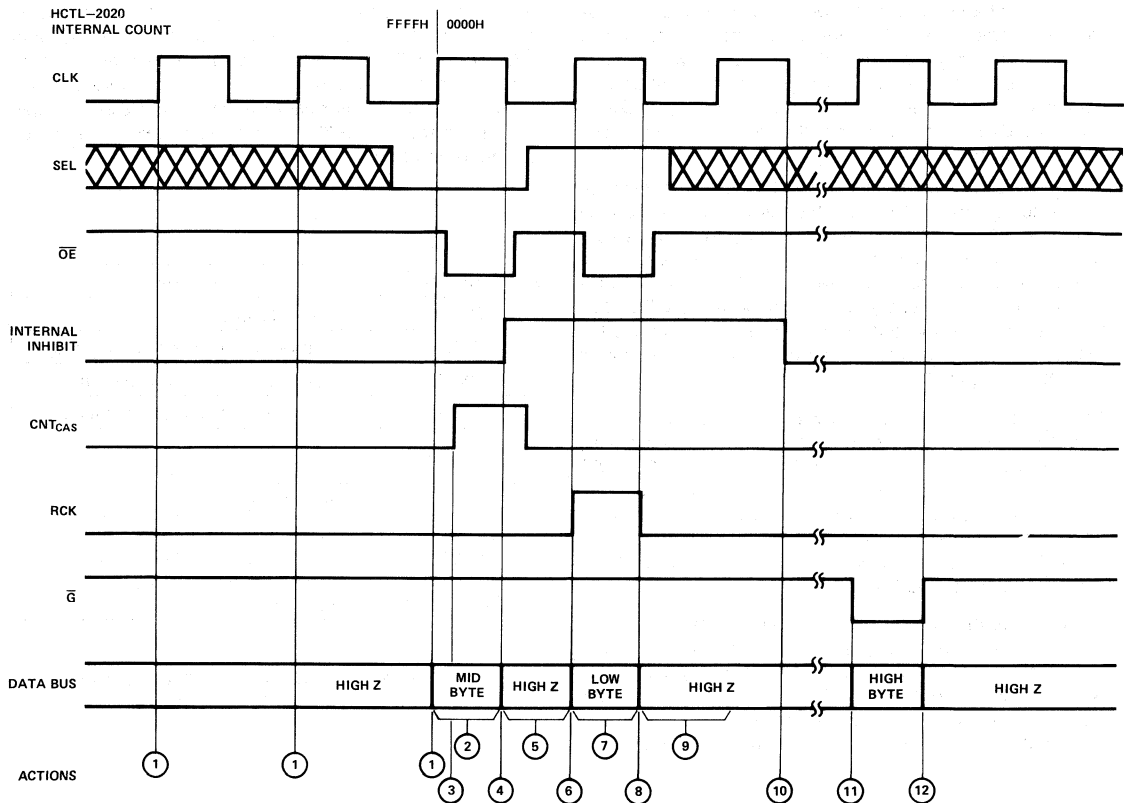 HCTL–2020
INTERNAL COUNT
FFFFH 0000H
CLK
SEL
OE
INTERNAL
INHIBIT
CNTCAS
RCK
G
DATA BUS
HIGH Z
MID
BYTE
HIGH Z
LOW
BYTE
HIGH Z
HIGH
BYTE
HIGH Z
2 5 7 9
ACTIONS
1 1 1 3 4 6 8 10 11 12